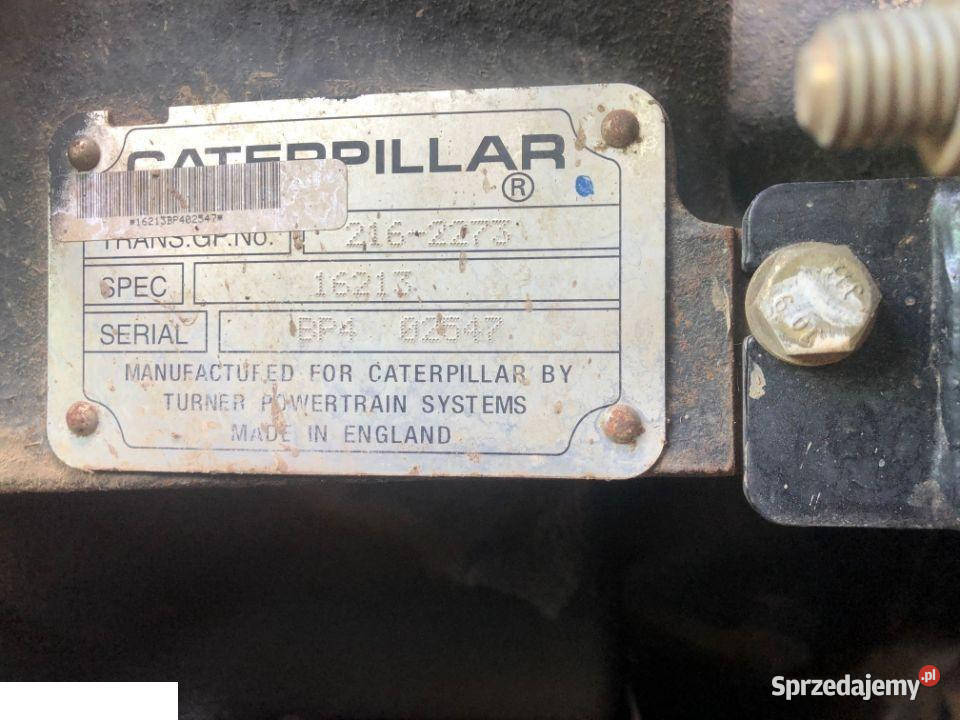 CATERPILLAR
®
*16213BP402547*
TRANS.GP.No. 216-2273
SPEC 16213
SERIAL BP4 02547
MANUFACTURED FOR CATERPILLAR BY
TURNER POWERTRAIN SYSTEMS
MADE IN ENGLAND
Sprzedajemy.pl